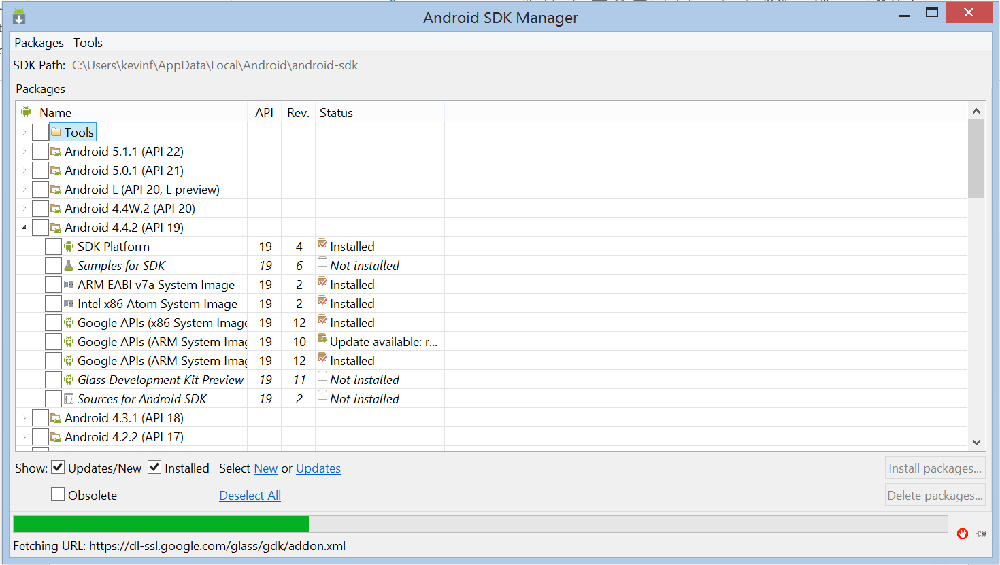 Android SDK Manager
Packages Tools
SDK Path: C:\Users\kevinf\AppData\Local\Android\android-sdk
Packages
Name API Rev. Status
Tools
Android 5.1.1 (API 22)
Android 5.0.1 (API 21)
Android L (API 20, L preview)
Android 4.4W.2 (API 20)
Android 4.4.2 (API 19)
SDK Platform 19 4 Installed
Samples for SDK 19 6 Not installed
ARM EABI v7a System Image 19 2 Installed
Intel x86 Atom System Image 19 2 Installed
Google APIs (x86 System Image 19 12 Installed
Google APIs (ARM System Imag 19 10 Update available: r...
Google APIs (ARM System Imag 19 12 Installed
Glass Development Kit Preview 19 11 Not installed
Sources for Android SDK 19 2 Not installed
Android 4.3.1 (API 18)
Android 4.2.2 (API 17)
Show: Updates/New Installed Select New or Updates Install packages...
Obsolete Deselect All Delete packages...
Fetching URL: https://dl-ssl.google.com/glass/gdk/addon.xml